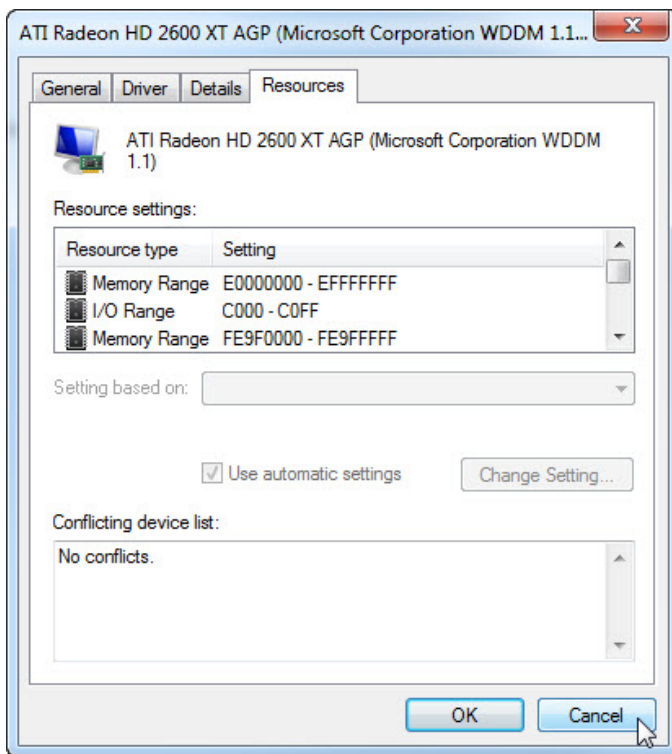 ATI Radeon HD 2600 XT AGP (Microsoft Corporation WDDM 1.1...
General Driver Details Resources
ATI Radeon HD 2600 XT AGP (Microsoft Corporation WDDM
1.1)
Resource settings:
Resource type Setting
Memory Range E0000000 - EFFFFFFF
I/O Range C000 - C0FF
Memory Range FE9F0000 - FE9FFFFF
Setting based on:
Use automatic settings Change Setting...
Conflicting device list:
No conflicts.
OK Cancel